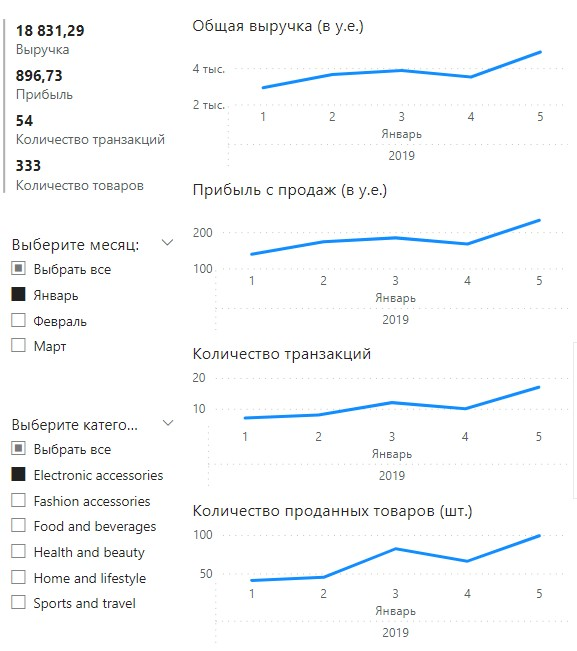 18 831,29
Выручка
896,73
Прибыль
54
Количество транзакций
333
Количество товаров
Выберите месяц:
Выбрать все
Январь
Февраль
Март
Выберите катего...
Выбрать все
Electronic accessories
Fashion accessories
Food and beverages
Health and beauty
Home and lifestyle
Sports and travel
Общая выручка (в у.е.)
4 тыс.
2 тыс.
1 2 3 4 5
Январь
2019
Прибыль с продаж (в у.е.)
200
100
1 2 3 4 5
Январь
2019
Количество транзакций
20
10
1 2 3 4 5
Январь
2019
Количество проданных товаров (шт.)
100
50
1 2 3 4 5
Январь
2019